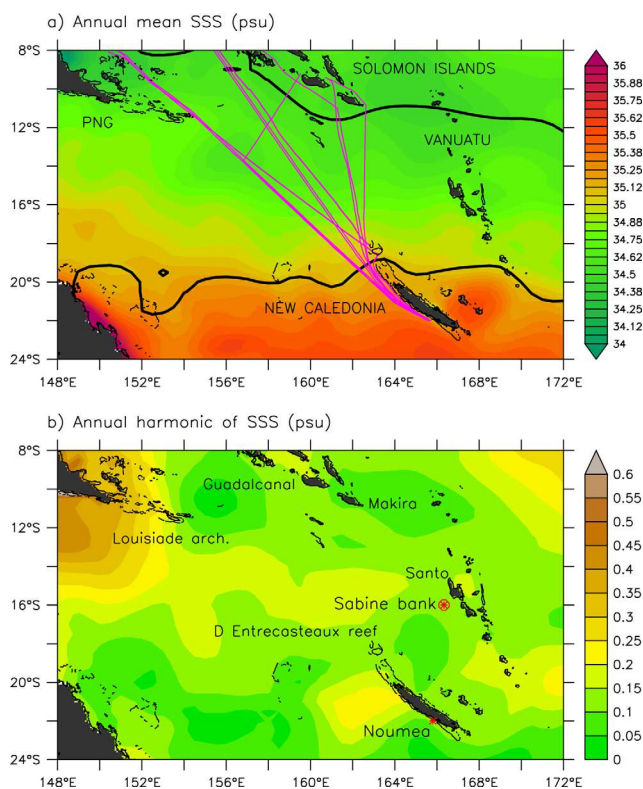 a) Annual mean SSS (psu)
8°S
12°S
16°S
20°S
24°S
SOLOMON ISLANDS
PNG
VANUATU
NEW CALEDONIA
148°E 152°E 156°E 160°E 164°E 168°E 172°E
36
35.88
35.75
35.62
35.5
35.38
35.25
35.12
35
34.88
34.75
34.62
34.5
34.38
34.25
34.12
34
b) Annual harmonic of SSS (psu)
8°S
12°S
16°S
20°S
24°S
Guadalcanal
Makira
Louisiade arch.
Santo
Sabine bank
D Entrecasteaux reef
Noumea
148°E 152°E 156°E 160°E 164°E 168°E 172°E
0.6
0.55
0.5
0.45
0.4
0.35
0.3
0.25
0.2
0.15
0.1
0.05
0